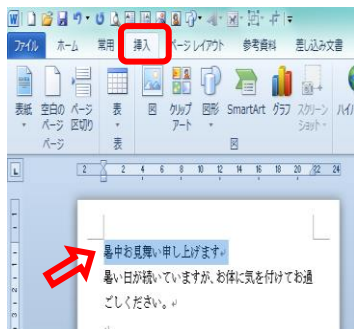 ファイル ホーム 常用 挿入 ページ レイアウト 参考資料 差し込み文書
表紙 空白の ページ 表 図 クリップ 図形 SmartArt グラフ スクリーン
ページ 区切り アート ショット
ページ 表 図
2 2 4 6 8 10 12 14 16 18 20 22 24
暑中お見舞い申し上げます
暑い日が続いていますが、お体に気を付けてお過
ごしください。